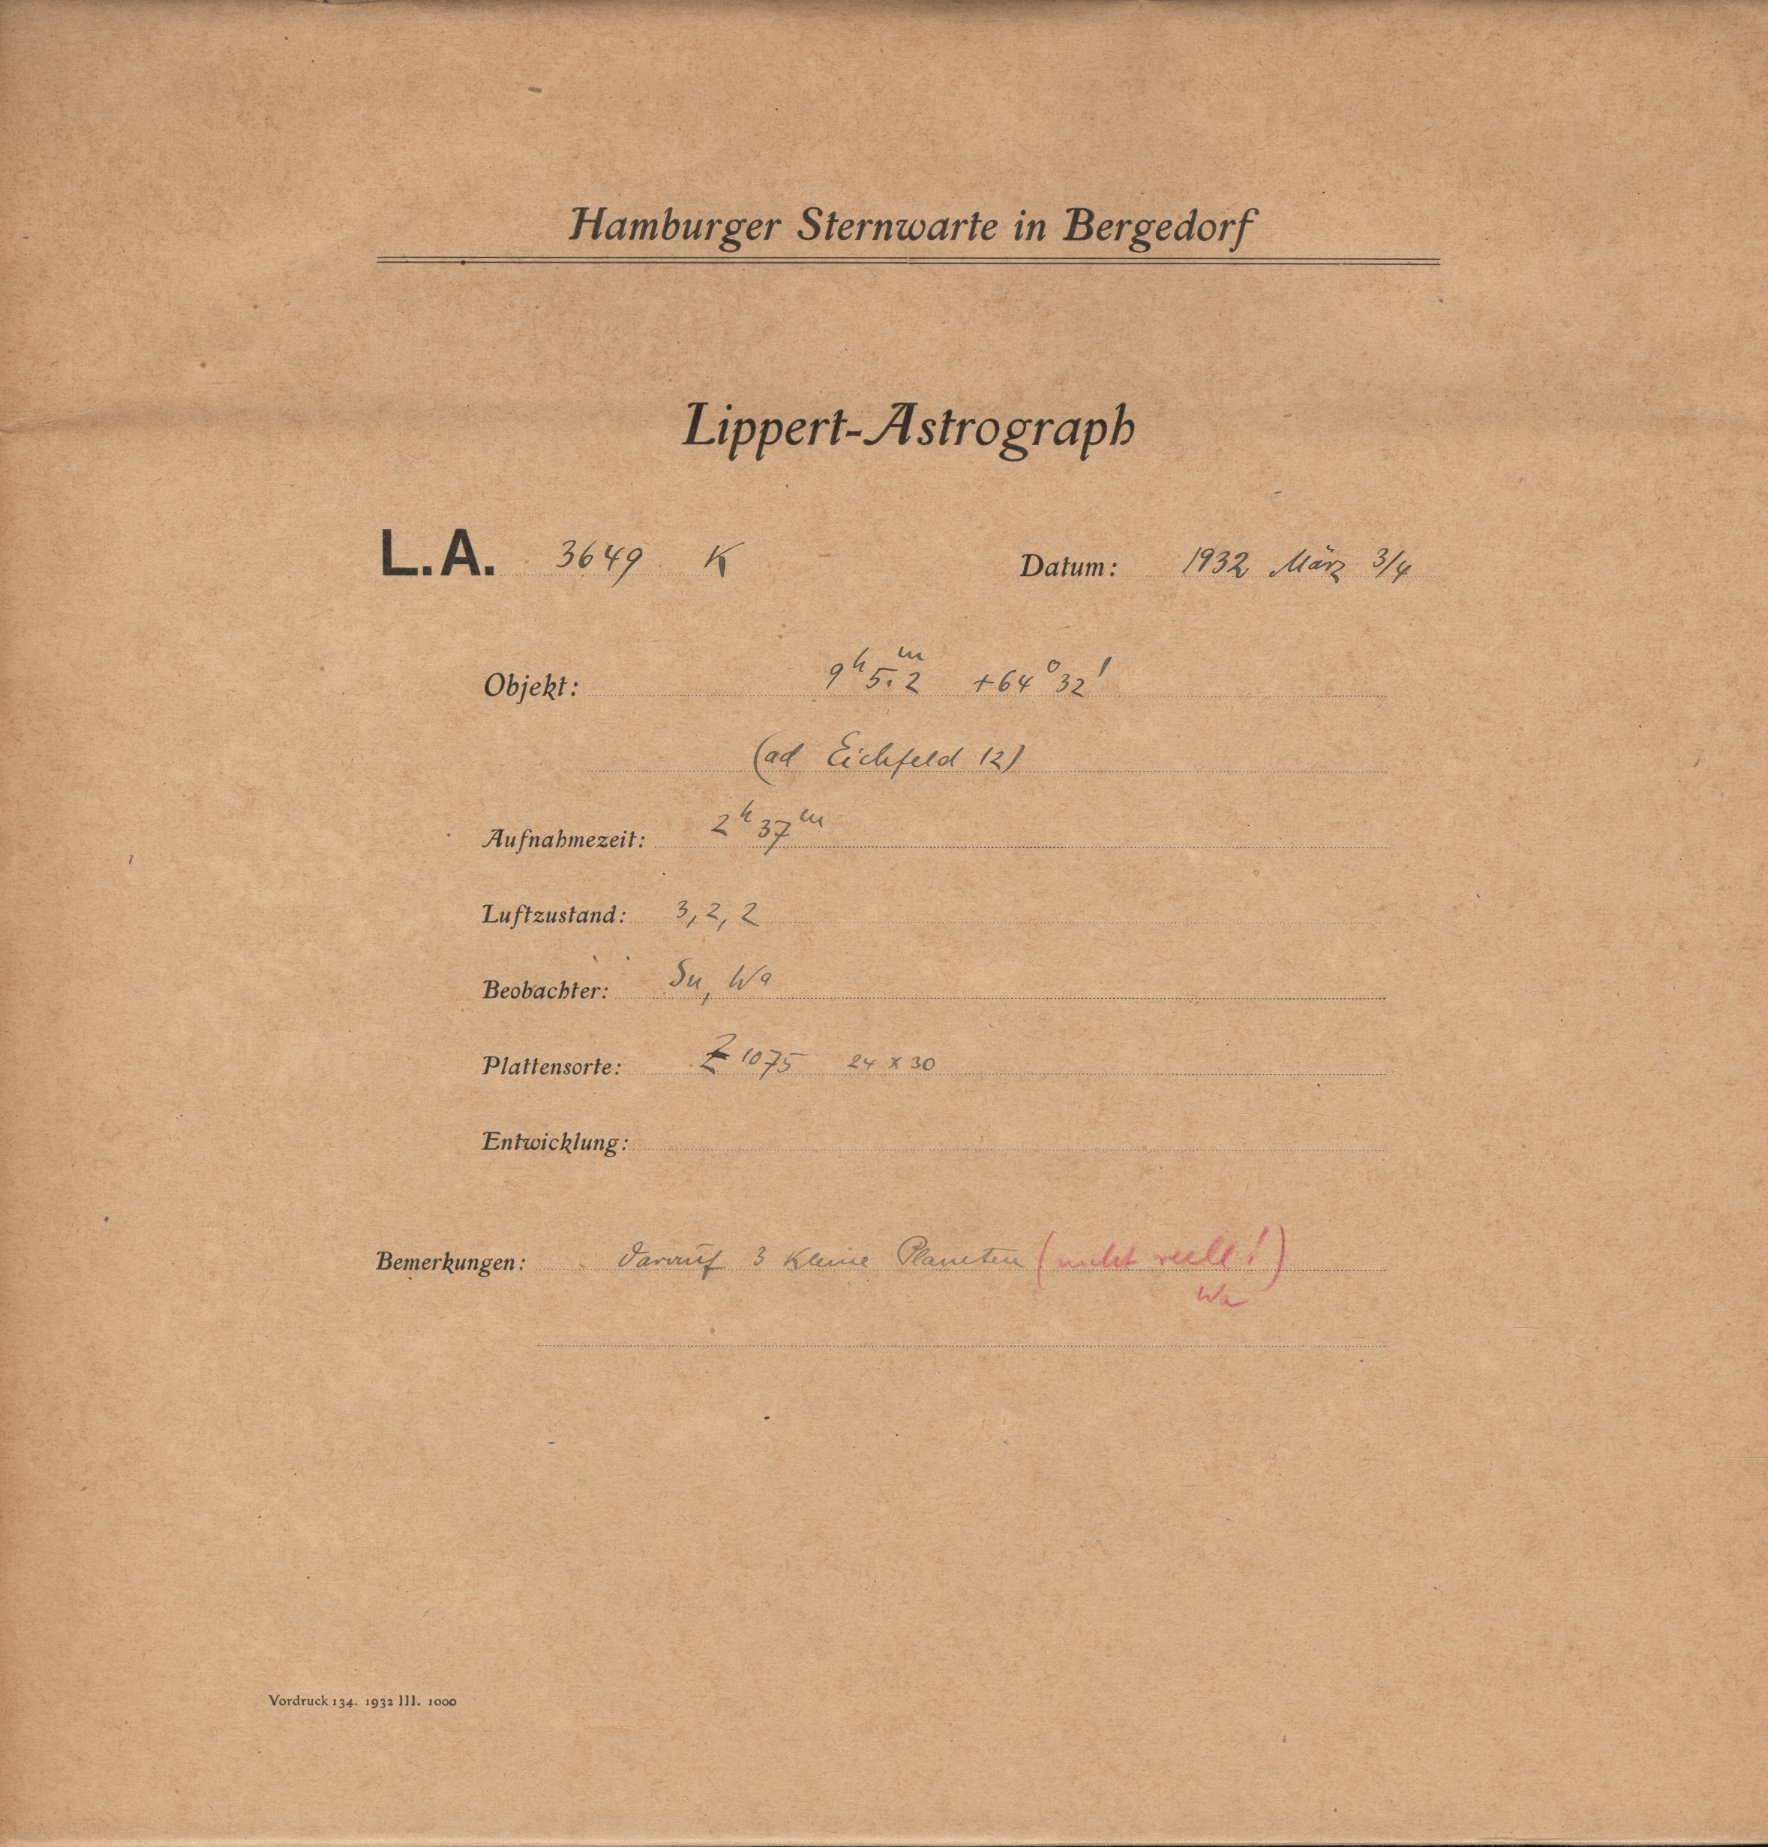 Hamburger Sternwarte in Bergedorf
Lippert-Astrograph
L.A. 3649 K Datum: 1932 März 3/4
Objekt: 9ʰ 5.ᵐ2 +64° 32'
(ad Eichfeld 12)
Aufnahmezeit: 2ʰ 37ᵐ
Luftzustand: 3, 2, 2
Beobachter: Su, Wa
Plattensorte: Z 1075 24 x 30
Entwicklung:
Bemerkungen: Darauf 3 kleine Planeten (nicht reell!)
Wa
Vordruck 134. 1932 III. 1000